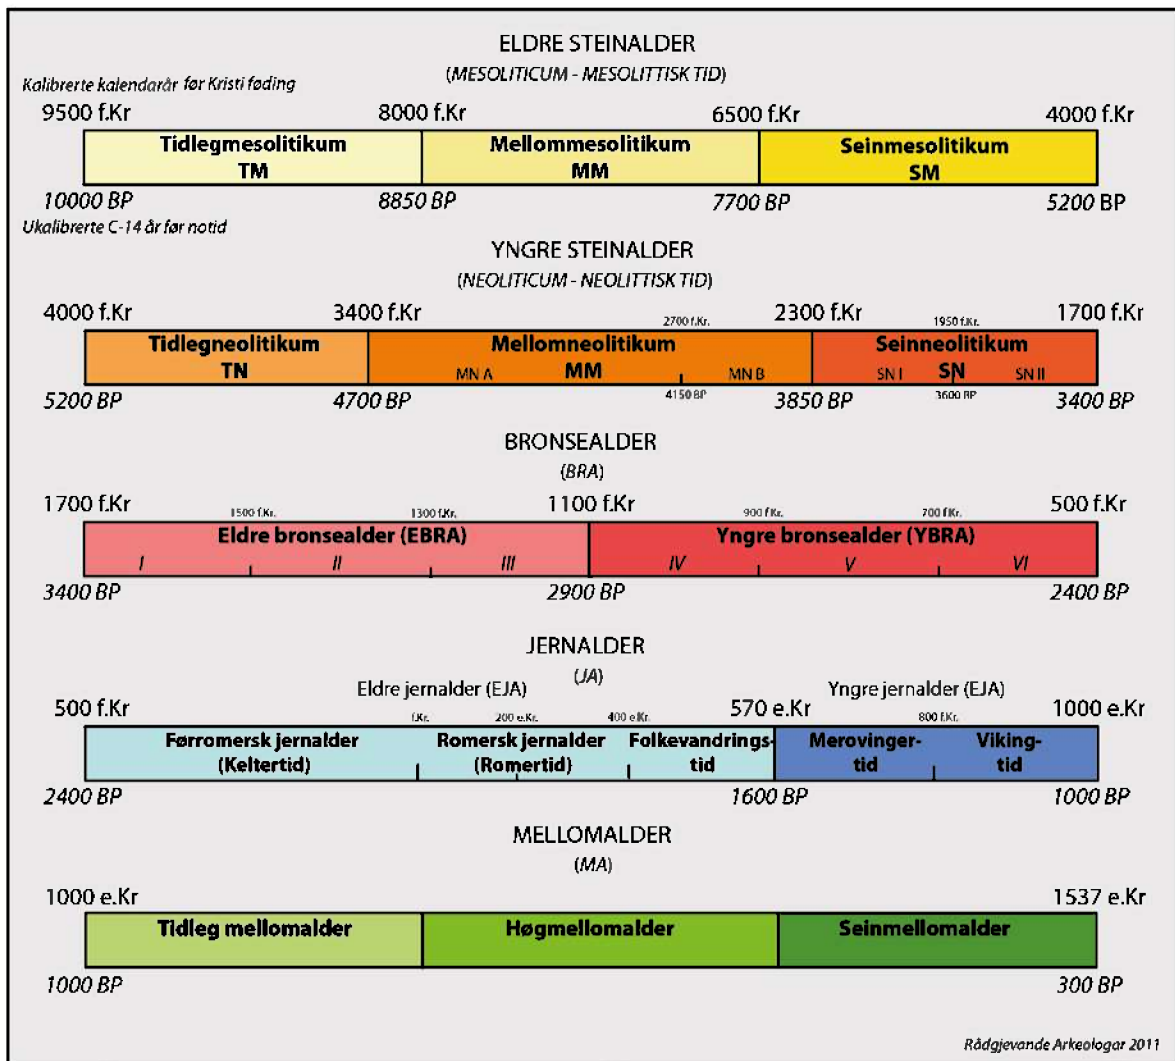 ELDRE STEINALDER
(MESOLITICUM - MESOLITTISK TID)
Kalibrerte kalendarår før Kristi føding
9500 f.Kr 8000 f.Kr 6500 f.Kr 4000 f.Kr
Tidlegmesolitikum Mellommesolitikum Seinmesolitikum
TM MM SM
10000 BP 8850 BP 7700 BP 5200 BP
Ukalibrerte C-14 år før notid
YNGRE STEINALDER
(NEOLITICUM - NEOLITTISK TID)
4000 f.Kr 3400 f.Kr 2700 f.Kr. 2300 f.Kr 1950 f.Kr. 1700 f.Kr
Tidlegneolitikum Mellomneolitikum Seinneolitikum
TN MN A MM MN B SN I SN SN II
5200 BP 4700 BP 4150 BP 3850 BP 3600 BP 3400 BP
BRONSEALDER
(BRA)
1700 f.Kr 1500 f.Kr. 1300 f.Kr. 1100 f.Kr 900 f.Kr. 700 f.Kr. 500 f.Kr
Eldre bronsealder (EBRA) Yngre bronsealder (YBRA)
I II III IV V VI
3400 BP 2900 BP 2400 BP
JERNALDER
(JA)
Eldre jernalder (EJA) Yngre jernalder (EJA)
500 f.Kr f.Kr. 200 e.Kr. 400 e.Kr. 570 e.Kr 800 f.Kr. 1000 e.Kr
Førromersk jernalder Romersk jernalder Folkevandrings- Merovinger- Viking-
(Keltertid) (Romertid) tid tid tid
2400 BP 1600 BP 1000 BP
MELLOMALDER
(MA)
1000 e.Kr 1537 e.Kr
Tidleg mellomalder Høgmellomalder Seinmellomalder
1000 BP 300 BP
Rådgjevande Arkeologar 2011